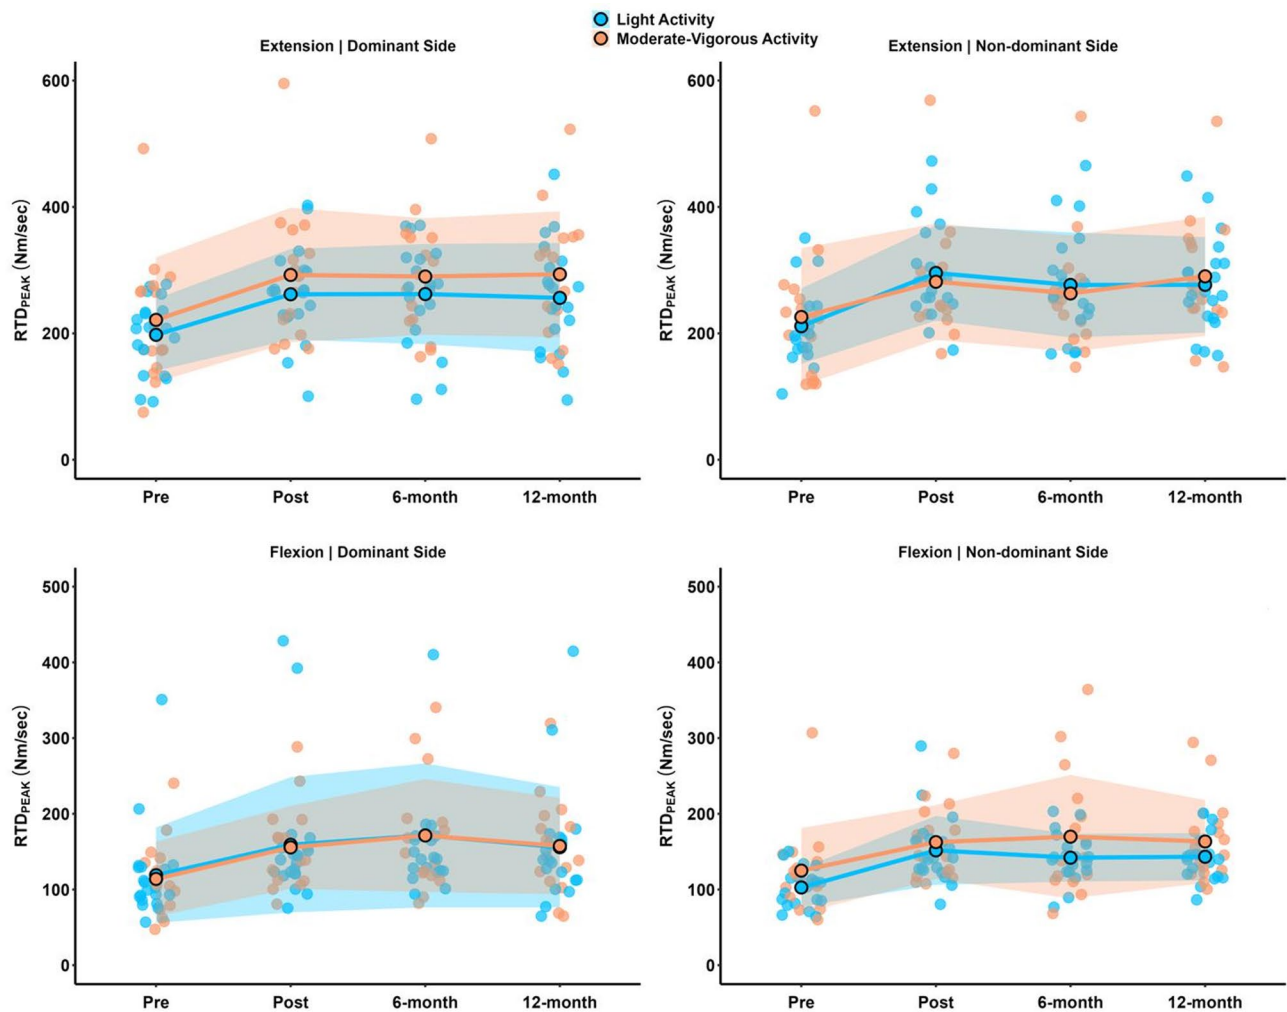 Light Activity
Moderate-Vigorous Activity
Extension | Dominant Side
600
400
200
0
RTDPEAK (Nm/sec)
Pre Post 6-month 12-month
Extension | Non-dominant Side
600
400
200
0
RTDPEAK (Nm/sec)
Pre Post 6-month 12-month
Flexion | Dominant Side
500
400
300
200
100
0
RTDPEAK (Nm/sec)
Pre Post 6-month 12-month
Flexion | Non-dominant Side
500
400
300
200
100
0
RTDPEAK (Nm/sec)
Pre Post 6-month 12-month